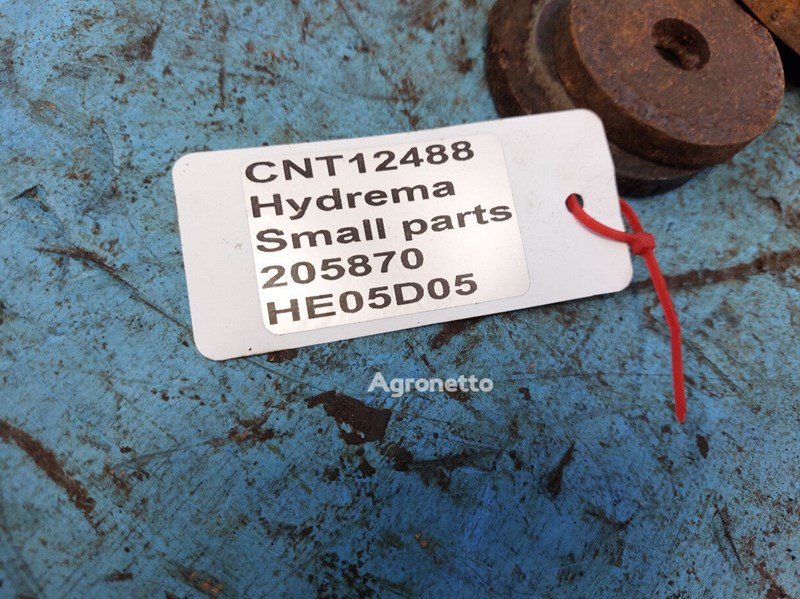 CNT12488
Hydrema
Small parts
205870
HE05D05
Agronetto